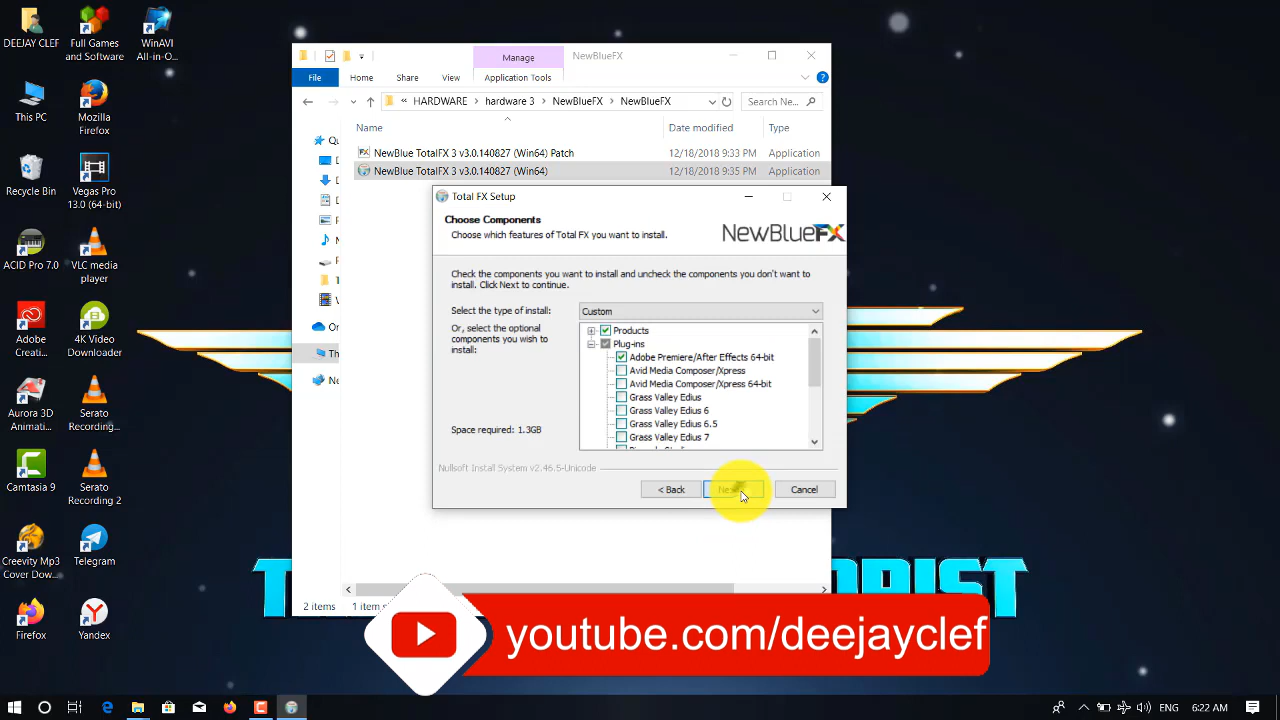 DEEJAY CLEF
Full Games
and Software
WinAVI
All-in-O...
This PC
Mozilla
Firefox
Recycle Bin
Vegas Pro
13.0 (64-bit)
ACID Pro 7.0
VLC media
player
Adobe
Creati...
4K Video
Downloader
Aurora 3D
Animati...
Serato
Recording...
Camtasia 9
Serato
Recording 2
Creevity Mp3
Cover Dow...
Telegram
Firefox
Yandex
Manage
NewBlueFX
File
Home
Share
View
Application Tools
« HARDWARE > hardware 3 > NewBlueFX > NewBlueFX
Search Ne...
Name
Date modified
Type
NewBlue TotalFX 3 v3.0.140827 (Win64) Patch
12/18/2018 9:33 PM
Application
NewBlue TotalFX 3 v3.0.140827 (Win64)
12/18/2018 9:35 PM
Application
2 items
Total FX Setup
Choose Components
Choose which features of Total FX you want to install.
NewBlueFX
Check the components you want to install and uncheck the components you don't want to
install. Click Next to continue.
Select the type of install:
Custom
Or, select the optional
components you wish to
install:
Products
Plug-ins
Adobe Premiere/After Effects 64-bit
Avid Media Composer/Xpress
Avid Media Composer/Xpress 64-bit
Grass Valley Edius
Grass Valley Edius 6
Grass Valley Edius 6.5
Grass Valley Edius 7
Space required: 1.3GB
Nullsoft Install System v2.46.5-Unicode
< Back
Cancel
youtube.com/deejayclef
ENG
6:22 AM